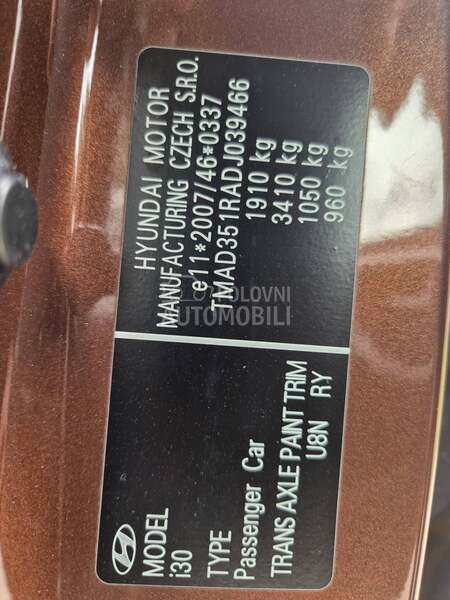 HYUNDAI MOTOR
MANUFACTURING CZECH S.R.O.
e11*2007/46*0337
TMAD351RADJ039466
1910 kg
3410 kg
1050 kg
960 kg
POLOVNI
AUTOMOBILI
MODEL
i30
TYPE
Passenger Car
TRANS AXLE PAINT TRIM
U8N RY